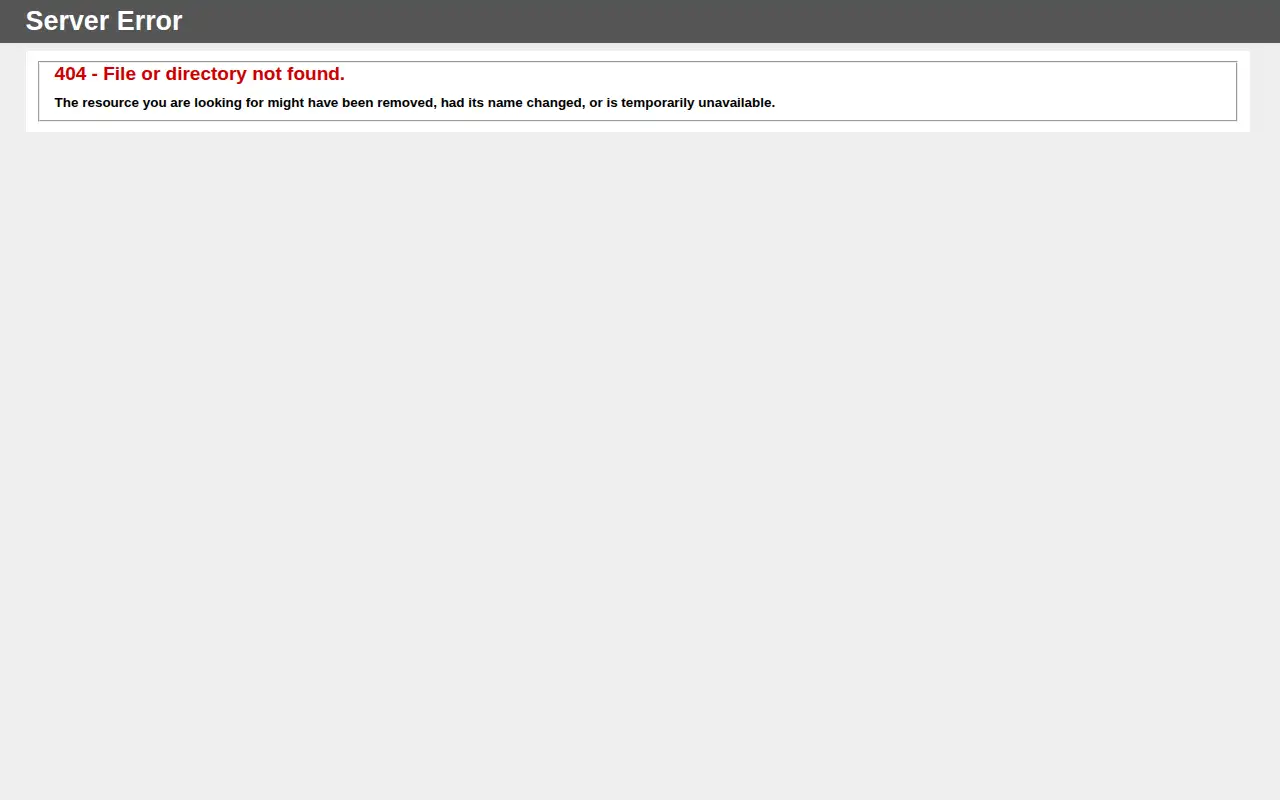 Server Error
404 - File or directory not found.
The resource you are looking for might have been removed, had its name changed, or is temporarily unavailable.